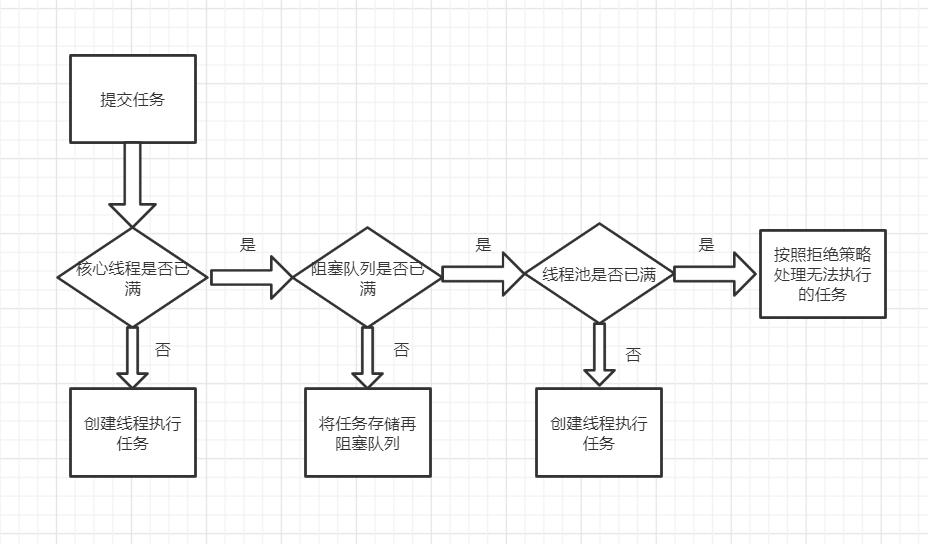 提交任务
核心线程是否已
满
是
阻塞队列是否已
满
是
线程池是否已满
是
按照拒绝策略
处理无法执行
的任务
否
创建线程执行
任务
否
将任务存储再
阻塞队列
否
创建线程执行
任务